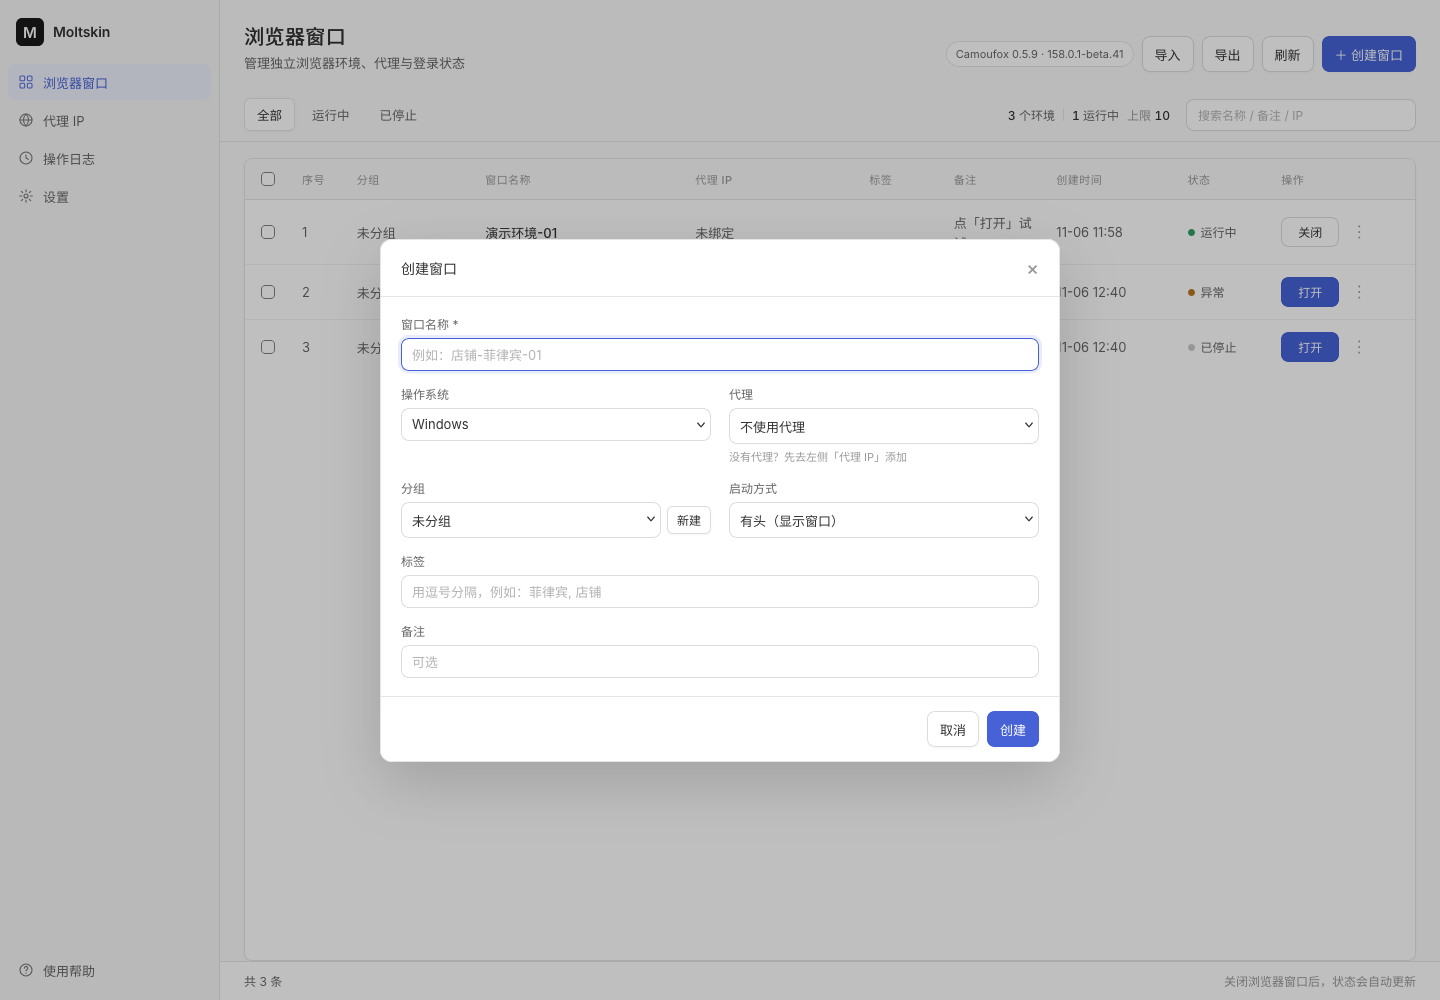 M Moltskin
浏览器窗口
代理 IP
操作日志
设置
使用帮助
浏览器窗口
管理独立浏览器环境、代理与登录状态
Camoufox 0.5.9 · 158.0.1-beta.41
导入
导出
刷新
+ 创建窗口
全部
运行中
已停止
3 个环境
1 运行中
上限 10
搜索名称 / 备注 / IP
序号 分组 窗口名称 代理 IP 标签 备注 创建时间 状态 操作
1 未分组 演示环境-01 未绑定 点「打开」试 11-06 11:58 运行中 关闭
2 未分 11-06 12:40 异常 打开
3 未分 11-06 12:40 已停止 打开
创建窗口
×
窗口名称 *
例如：店铺-菲律宾-01
操作系统
Windows
代理
不使用代理
没有代理？先去左侧「代理 IP」添加
分组
未分组
新建
启动方式
有头（显示窗口）
标签
用逗号分隔，例如：菲律宾, 店铺
备注
可选
取消
创建
共 3 条
关闭浏览器窗口后，状态会自动更新